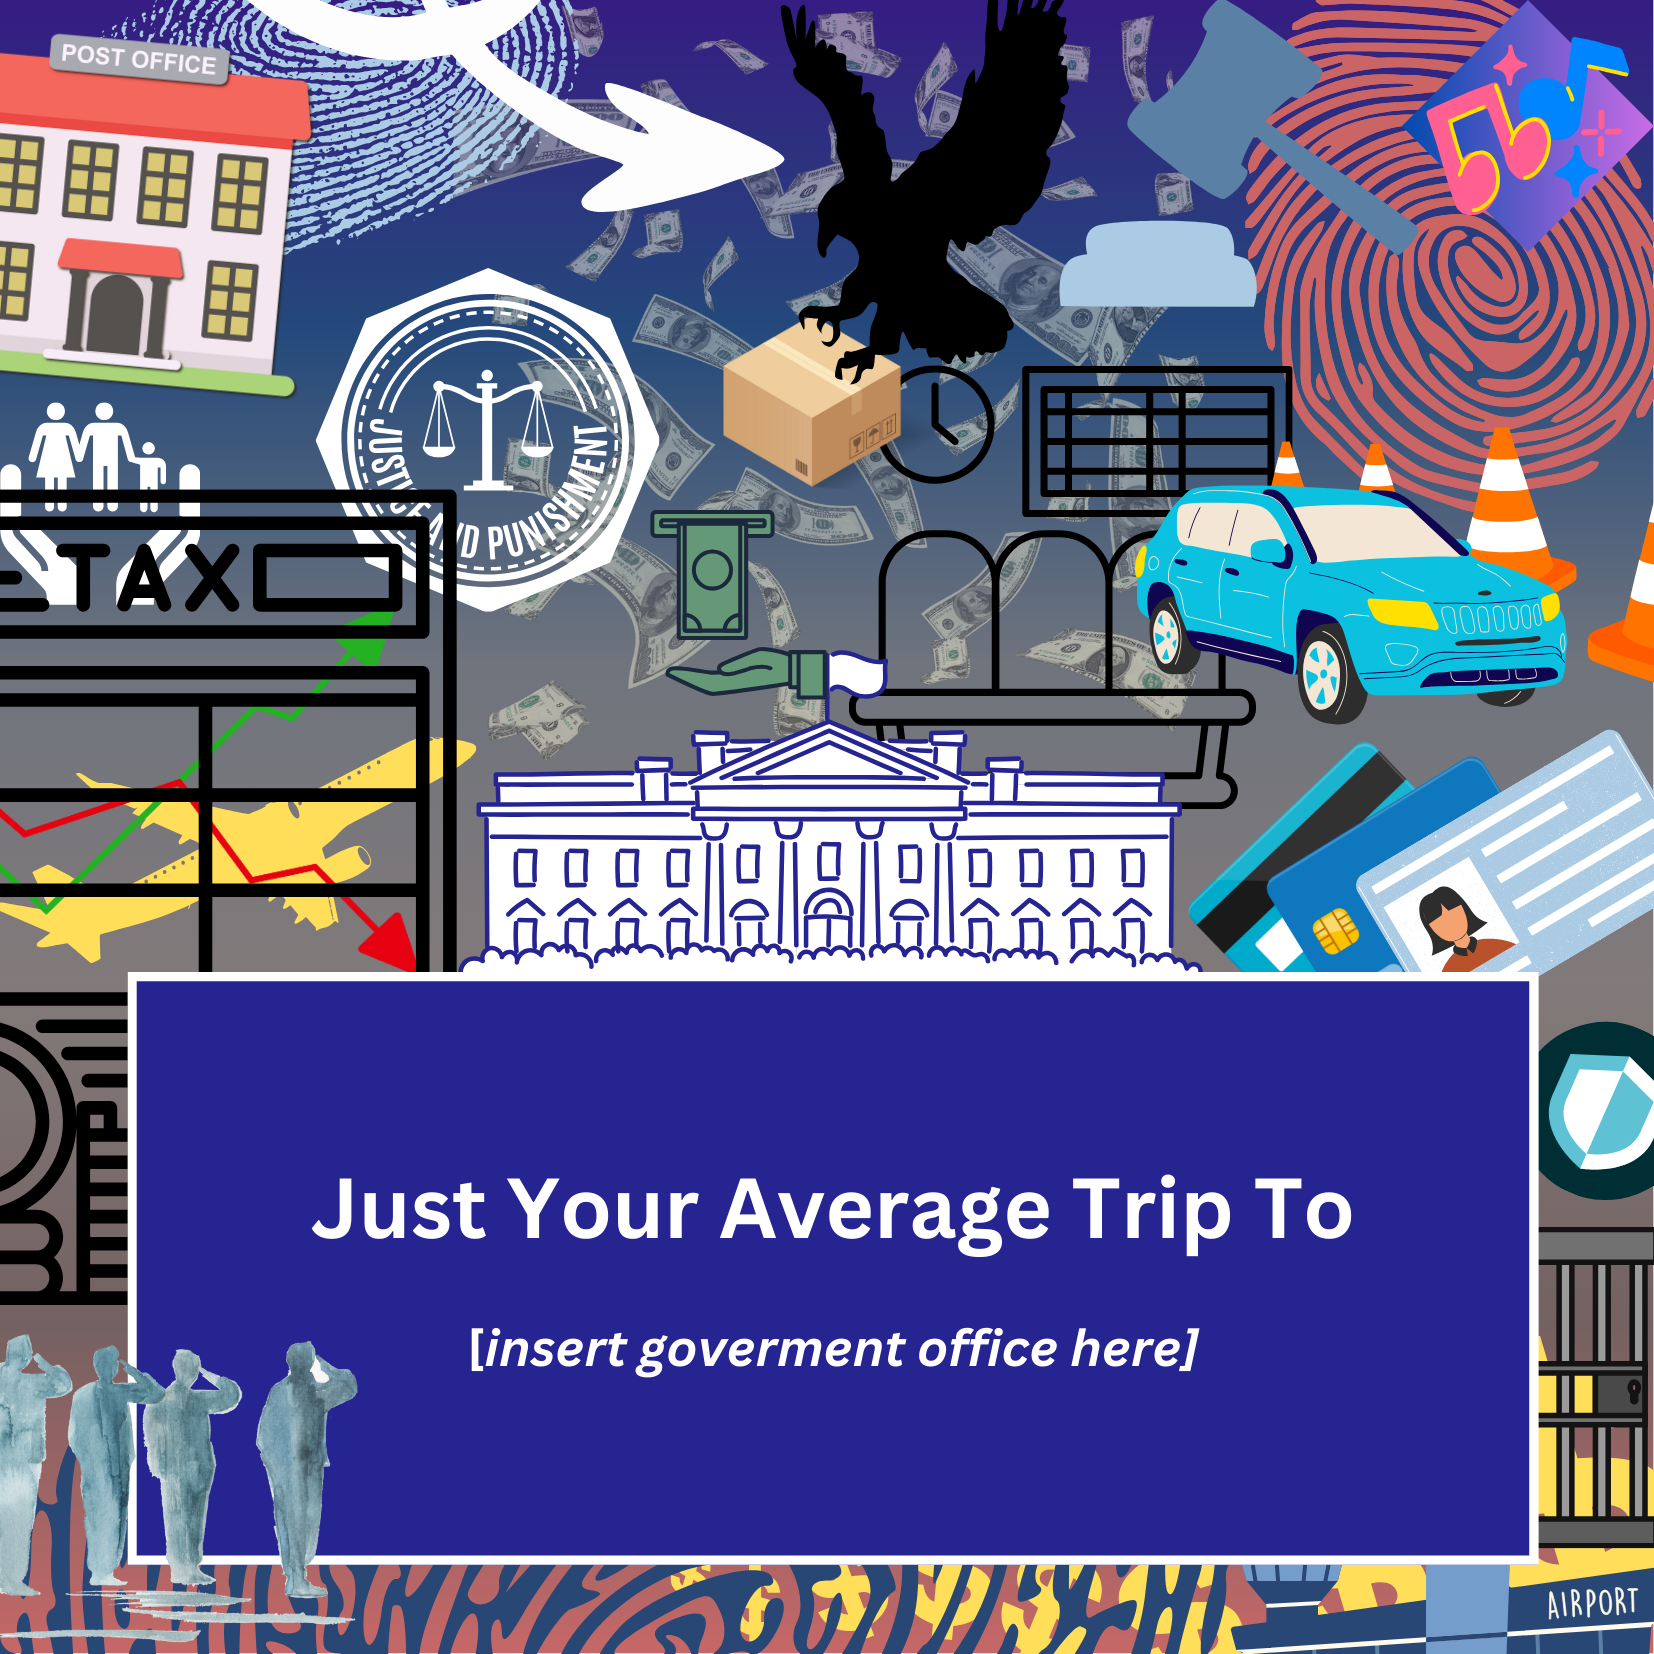 POST OFFICE
JUSTICE AND PUNISHMENT
TAX
Just Your Average Trip To
[insert goverment office here]
AIRPORT